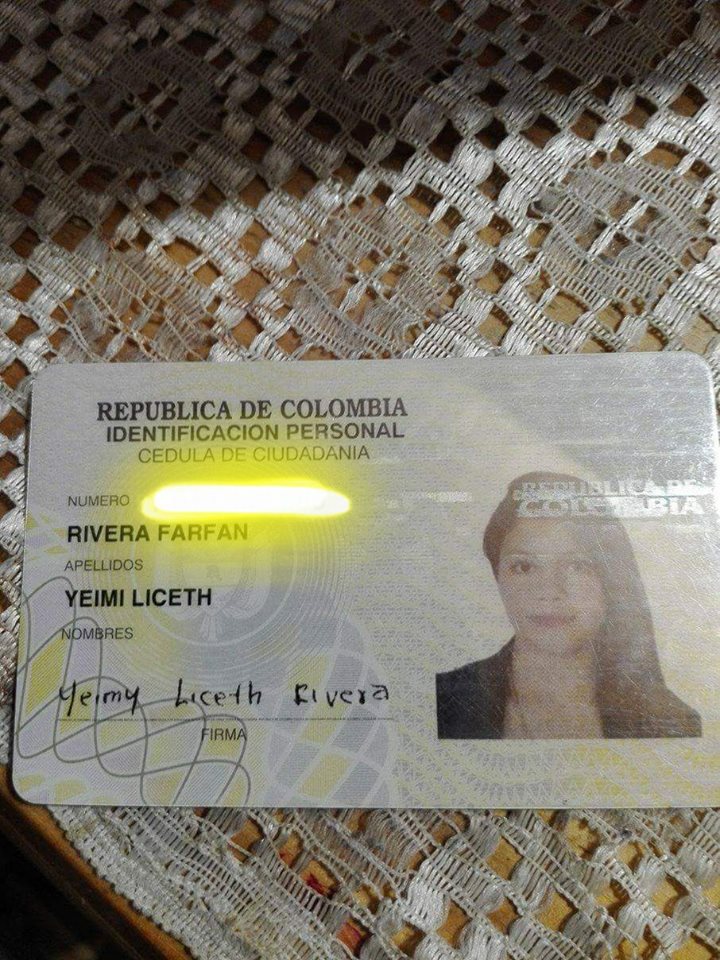 REPUBLICA DE COLOMBIA
IDENTIFICACION PERSONAL
CEDULA DE CIUDADANIA
NUMERO
RIVERA FARFAN
APELLIDOS
YEIMI LICETH
NOMBRES
Yeimy Liceth Rivera
FIRMA
REPUBLICA DE
COLOMBIA